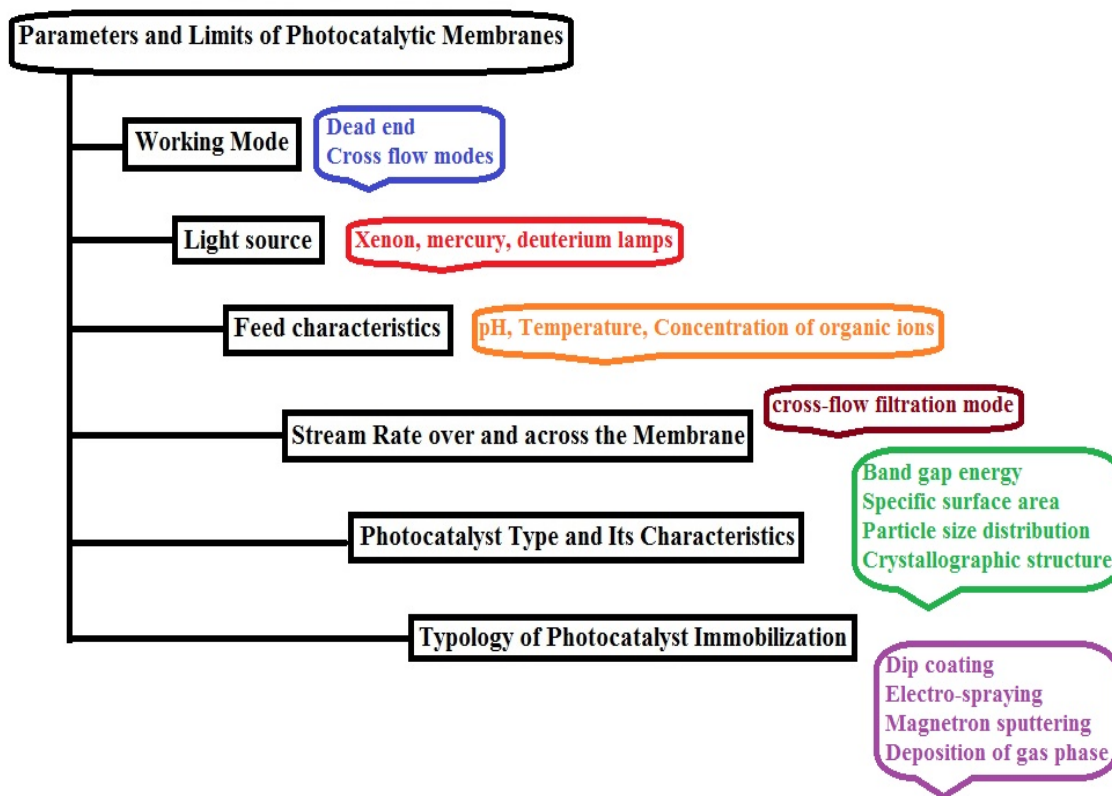 Parameters and Limits of Photocatalytic Membranes
Working Mode
Dead end
Cross flow modes
Light source
Xenon, mercury, deuterium lamps
Feed characteristics
pH, Temperature, Concentration of organic ions
Stream Rate over and across the Membrane
cross-flow filtration mode
Photocatalyst Type and Its Characteristics
Band gap energy
Specific surface area
Particle size distribution
Crystallographic structure
Typology of Photocatalyst Immobilization
Dip coating
Electro-spraying
Magnetron sputtering
Deposition of gas phase